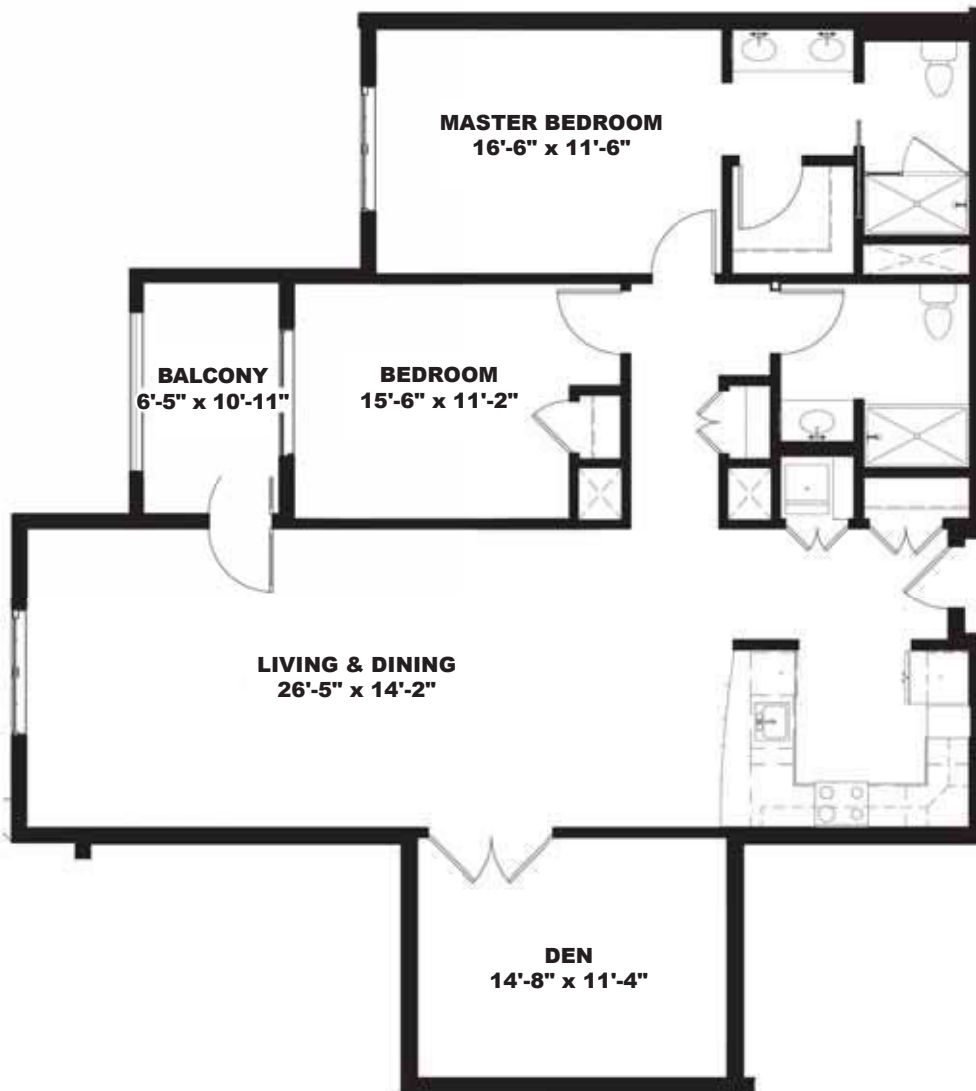 MASTER BEDROOM
16'-6" x 11'-6"
BALCONY
6'-5" x 10'-11"
BEDROOM
15'-6" x 11'-2"
LIVING & DINING
26'-5" x 14'-2"
DEN
14'-8" x 11'-4"